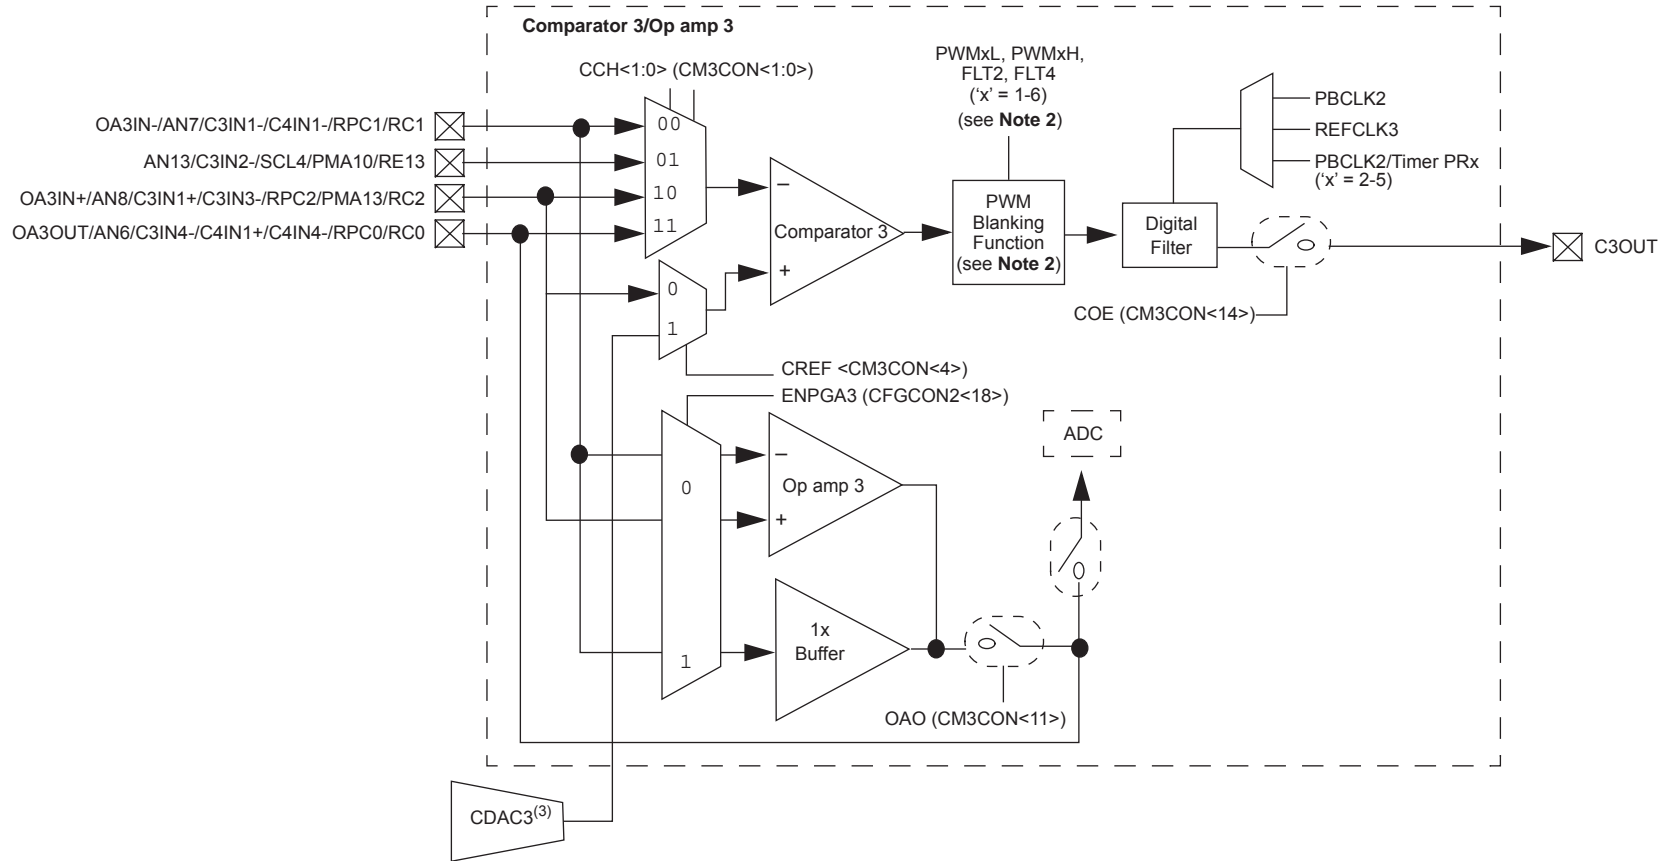 Comparator 3/Op amp 3
CCH<1:0> (CM3CON<1:0>)
PWMxL, PWMxH,
FLT2, FLT4
(‘x’ = 1-6)
(see Note 2)
OA3IN-/AN7/C3IN1-/C4IN1-/RPC1/RC1
AN13/C3IN2-/SCL4/PMA10/RE13
OA3IN+/AN8/C3IN1+/C3IN3-/RPC2/PMA13/RC2
OA3OUT/AN6/C3IN4-/C4IN1+/C4IN4-/RPC0/RC0
00
01
10
11
–
Comparator 3
+
0
1
PWM
Blanking
Function
(see Note 2)
Digital
Filter
PBCLK2
REFCLK3
PBCLK2/Timer PRx
(‘x’ = 2-5)
C3OUT
COE (CM3CON<14>)
CREF <CM3CON<4>)
ENPGA3 (CFGCON2<18>)
0
1
–
Op amp 3
+
1x
Buffer
ADC
OAO (CM3CON<11>)
CDAC3(3)